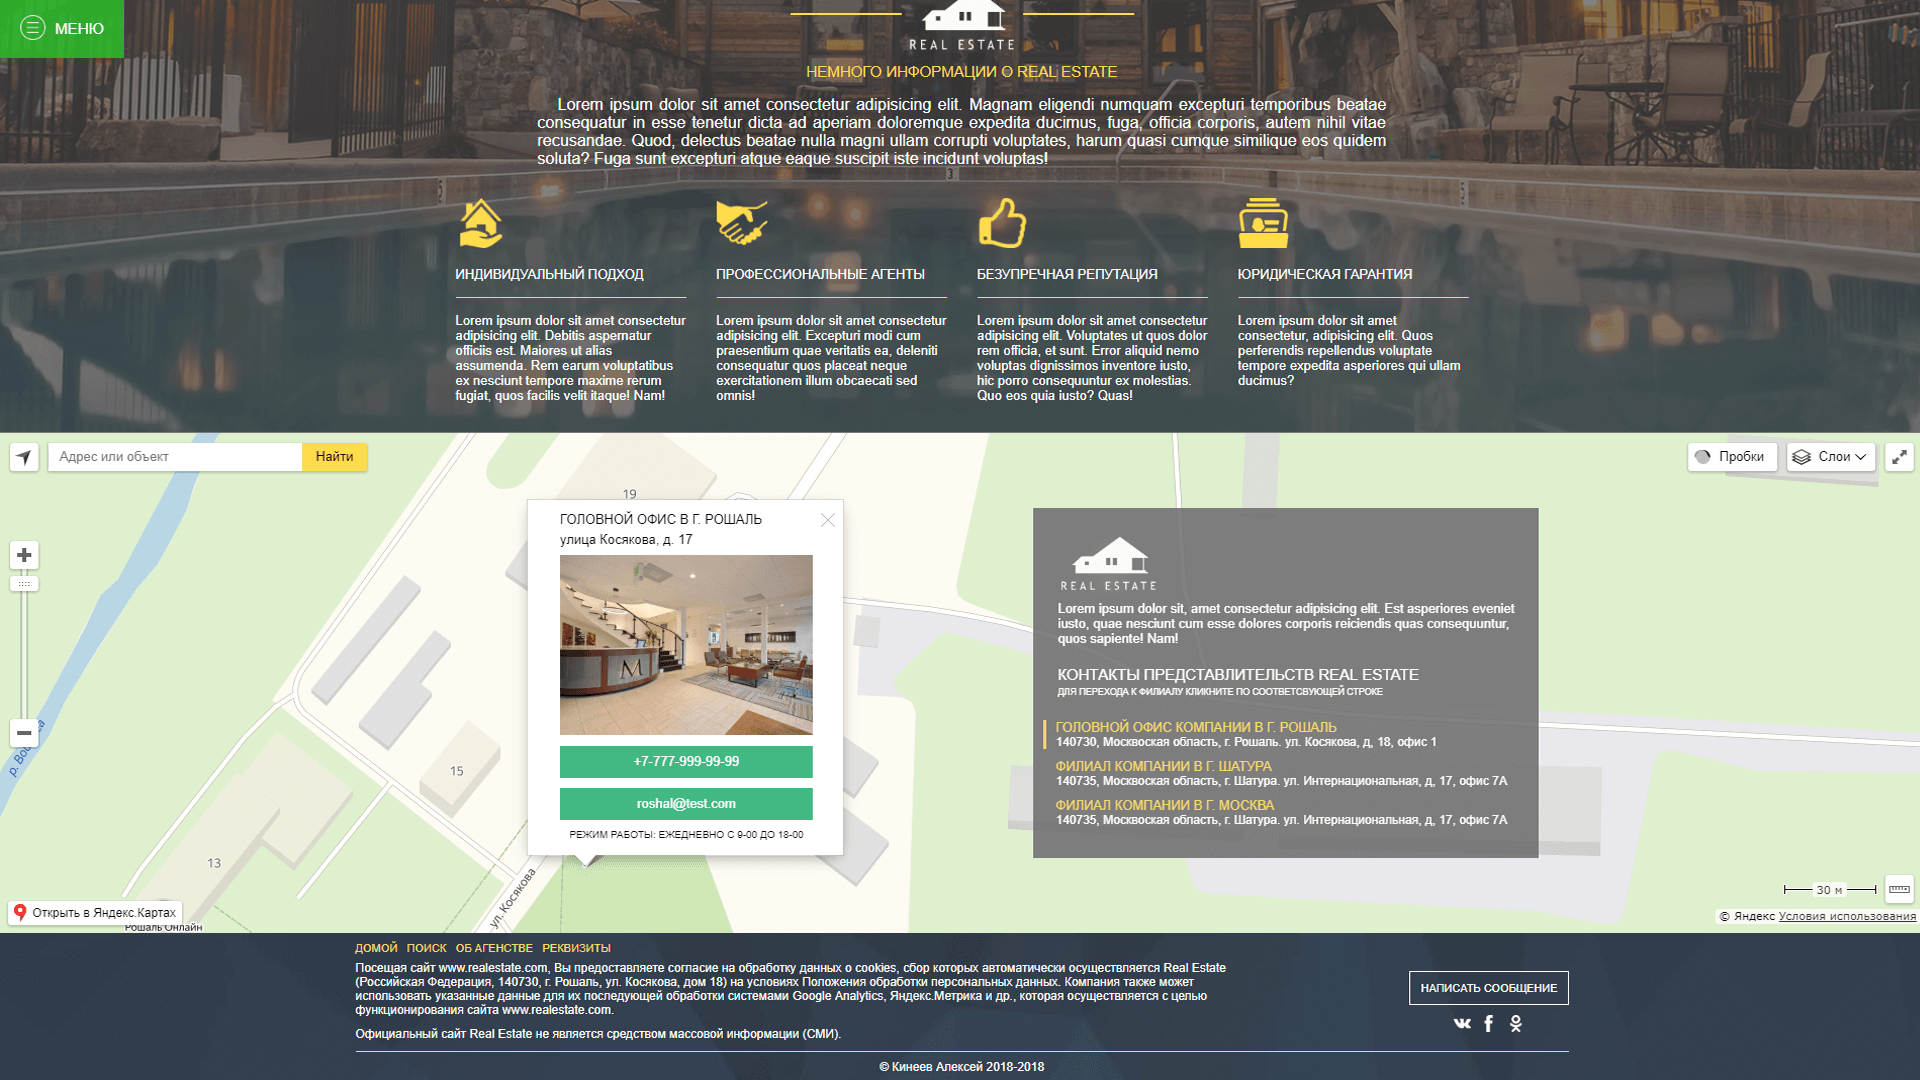 МЕНЮ
REAL ESTATE
НЕМНОГО ИНФОРМАЦИИ О REAL ESTATE
Lorem ipsum dolor sit amet consectetur adipisicing elit. Magnam eligendi numquam excepturi temporibus beatae
consequatur in esse tenetur dicta ad aperiam doloremque expedita ducimus, fuga, officia corporis, autem nihil vitae
recusandae. Quod, delectus beatae nulla magni ullam corrupti voluptates, harum quasi cumque similique eos quidem
soluta? Fuga sunt excepturi atque eaque suscipit iste incidunt voluptas!
ИНДИВИДУАЛЬНЫЙ ПОДХОД
Lorem ipsum dolor sit amet consectetur
adipisicing elit. Debitis aspernatur
officiis est. Maiores ut alias
assumenda. Rem earum voluptatibus
ex nesciunt tempore maxime rerum
fugiat, quos facilis velit itaque! Nam!
ПРОФЕССИОНАЛЬНЫЕ АГЕНТЫ
Lorem ipsum dolor sit amet consectetur
adipisicing elit. Excepturi modi cum
praesentium quae veritatis ea, deleniti
consequatur quos placeat neque
exercitationem illum obcaecati sed
omnis!
БЕЗУПРЕЧНАЯ РЕПУТАЦИЯ
Lorem ipsum dolor sit amet consectetur
adipisicing elit. Voluptates ut quos dolor
rem officia, et sunt. Error aliquid nemo
voluptas dignissimos inventore iusto,
hic porro consequuntur ex molestias.
Quo eos quia iusto? Quas!
ЮРИДИЧЕСКАЯ ГАРАНТИЯ
Lorem ipsum dolor sit amet
consectetur, adipisicing elit. Quos
perferendis repellendus voluptate
tempore expedita asperiores qui ullam
ducimus?
Адрес или объект
Найти
Пробки
Слои
19
ГОЛОВНОЙ ОФИС В Г. РОШАЛЬ
улица Косякова, д. 17
M
+7-777-999-99-99
roshal@test.com
РЕЖИМ РАБОТЫ: ЕЖЕДНЕВНО С 9-00 ДО 18-00
15
13
ул. Косякова
REAL ESTATE
Lorem ipsum dolor sit, amet consectetur adipisicing elit. Est asperiores eveniet
iusto, quae nesciunt cum esse dolores corporis reiciendis quas consequuntur,
quos sapiente! Nam!
КОНТАКТЫ ПРЕДСТАВЛИТЕЛЬСТВ REAL ESTATE
ДЛЯ ПЕРЕХОДА К ФИЛИАЛУ КЛИКНИТЕ ПО СООТВЕТСВУЮЩЕЙ СТРОКЕ
ГОЛОВНОЙ ОФИС КОМПАНИИ В Г. РОШАЛЬ
140730, Москвоская область, г. Рошаль. ул. Косякова, д, 18, офис 1
ФИЛИАЛ КОМПАНИИ В Г. ШАТУРА
140735, Москвоская область, г. Шатура. ул. Интернациональная, д, 17, офис 7А
ФИЛИАЛ КОМПАНИИ В Г. МОСКВА
140735, Москвоская область, г. Шатура. ул. Интернациональная, д, 17, офис 7А
30 м
Открыть в Яндекс.Картах
Рошаль Онлайн
© Яндекс Условия использования
ДОМОЙ ПОИСК ОБ АГЕНСТВЕ РЕКВИЗИТЫ
Посещая сайт www.realestate.com, Вы предоставляете согласие на обработку данных о cookies, сбор которых автоматически осуществляется Real Estate
(Российская Федерация, 140730, г. Рошаль, ул. Косякова, дом 18) на условиях Положения обработки персональных данных. Компания также может
использовать указанные данные для их последующей обработки системами Google Analytics, Яндекс.Метрика и др., которая осуществляется с целью
функционирования сайта www.realestate.com.
Официальный сайт Real Estate не является средством массовой информации (СМИ).
НАПИСАТЬ СООБЩЕНИЕ
© Кинеев Алексей 2018-2018